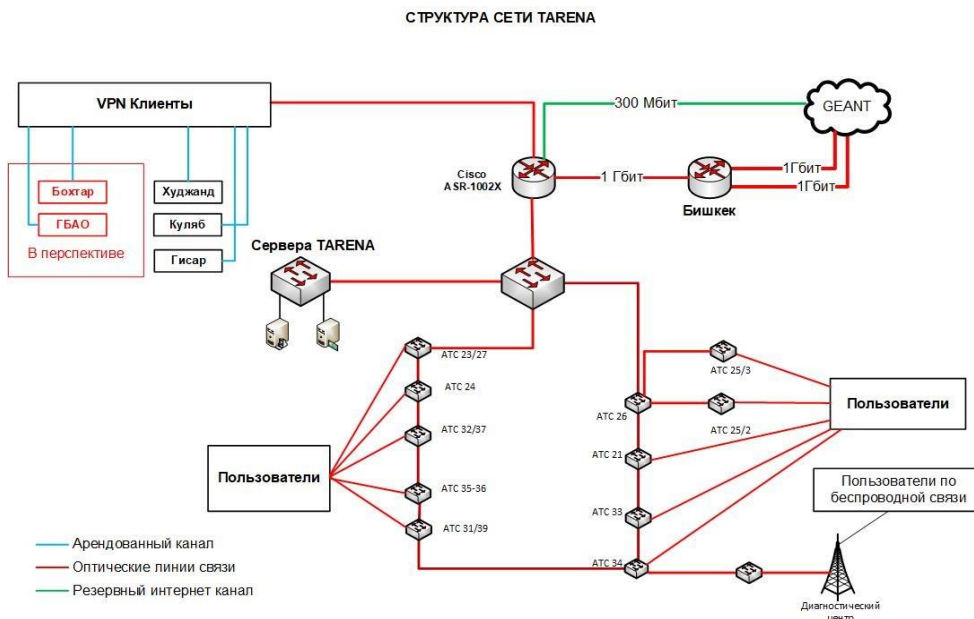 СТРУКТУРА СЕТИ TARENA
VPN Клиенты
300 Мбит
GEANT
Cisco
ASR-1002X
1 Гбит
1Гбит
1Гбит
Бишкек
Бохтар
ГБАО
В перспективе
Худжанд
Куляб
Гисар
Сервера TARENA
АТС 23/27
АТС 24
АТС 32/37
АТС 35-36
АТС 31/39
Пользователи
АТС 25/3
АТС 26
АТС 25/2
АТС 21
АТС 33
АТС 34
Пользователи
Пользователи по
беспроводной связи
Диагностический
центр
Арендованный канал
Оптические линии связи
Резервный интернет канал